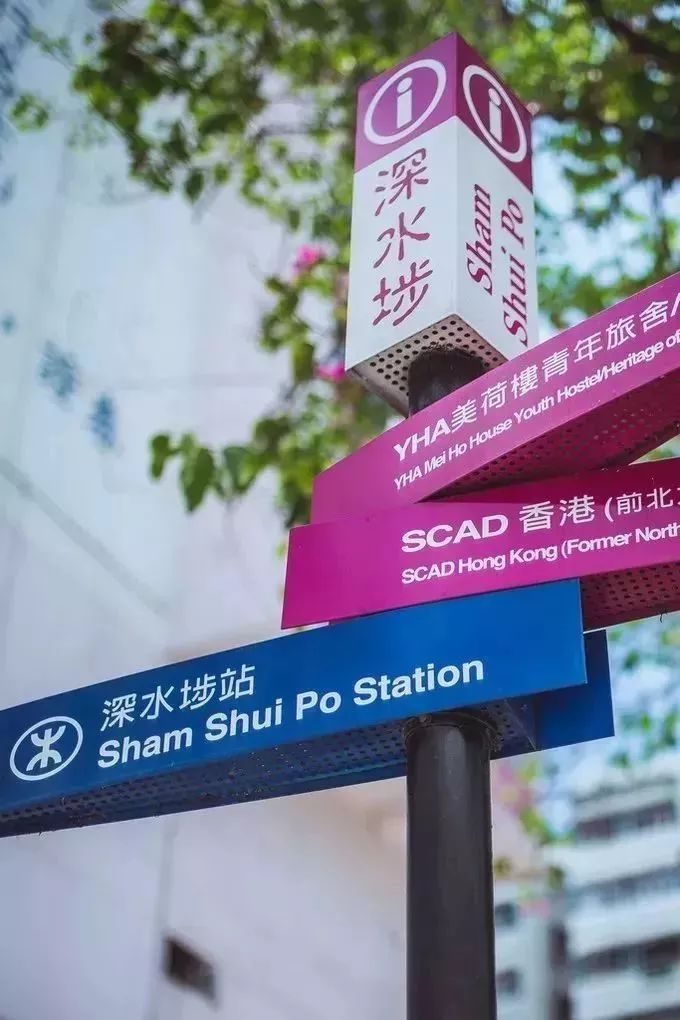 i
深水埗
i
Sham
Shui Po
YHA美荷樓青年旅舍/
YHA Mei Ho House Youth Hostel/Heritage of
SCAD 香港 (前北
SCAD Hong Kong (Former North
深水埗站
Sham Shui Po Station